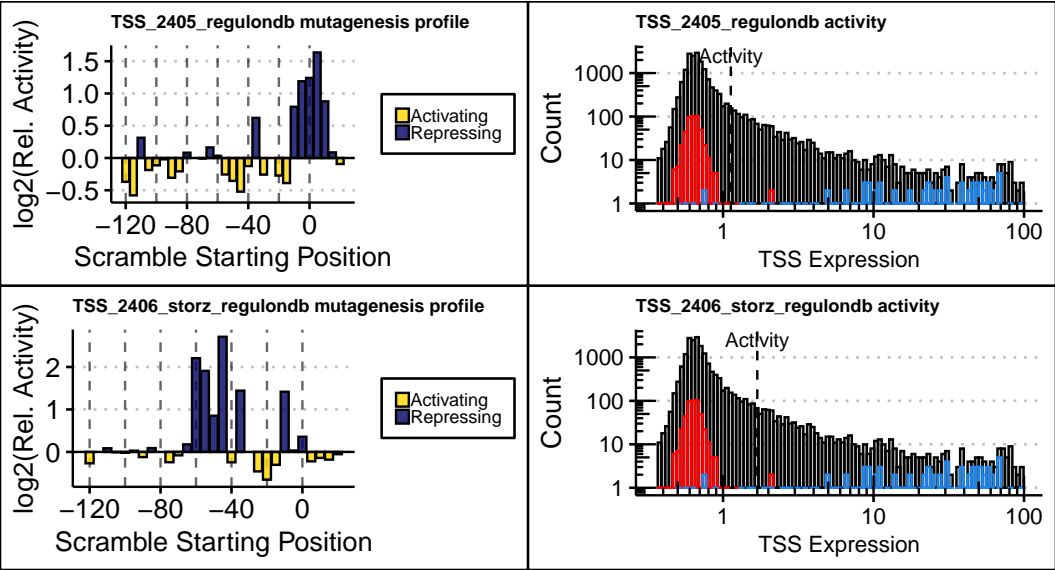 TSS_2405_regulondb mutagenesis profile
log2(Rel. Activity)
1.5
1.0
0.5
0.0
−0.5
−120 −80 −40 0
Scramble Starting Position
Activating
Repressing
TSS_2405_regulondb activity
Activity
Count
1000
100
10
1
1 10 100
TSS Expression
TSS_2406_storz_regulondb mutagenesis profile
log2(Rel. Activity)
2
1
0
−120 −80 −40 0
Scramble Starting Position
Activating
Repressing
TSS_2406_storz_regulondb activity
Activity
Count
1000
100
10
1
1 10 100
TSS Expression